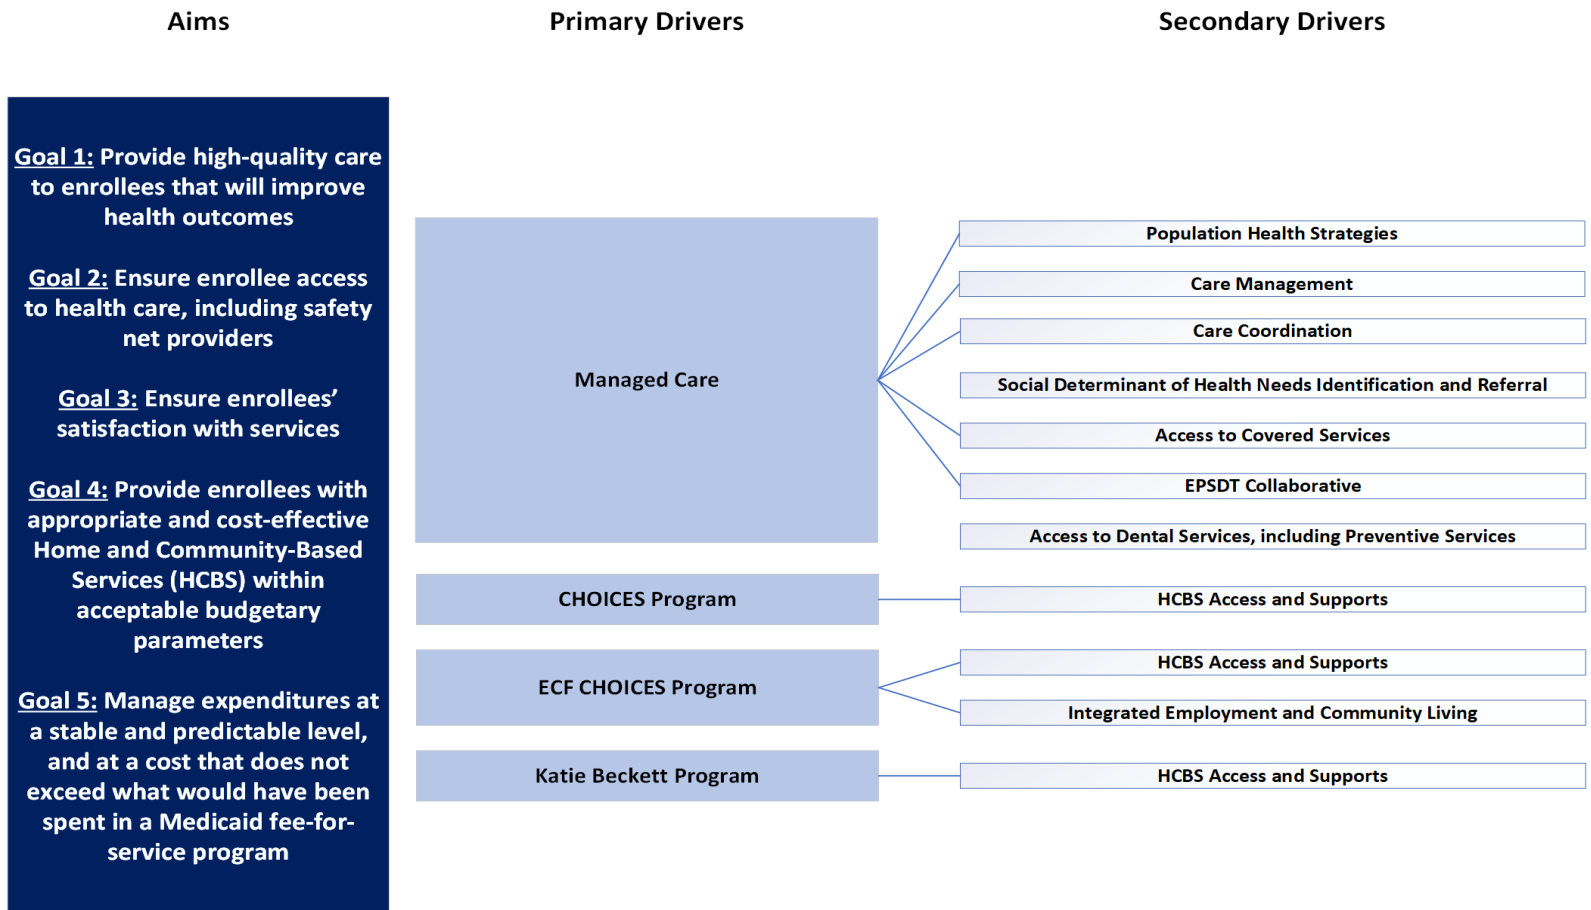 Aims
Primary Drivers
Secondary Drivers
Goal 1: Provide high-quality care
to enrollees that will improve
health outcomes
Goal 2: Ensure enrollee access
to health care, including safety
net providers
Goal 3: Ensure enrollees’
satisfaction with services
Goal 4: Provide enrollees with
appropriate and cost-effective
Home and Community-Based
Services (HCBS) within
acceptable budgetary
parameters
Goal 5: Manage expenditures at
a stable and predictable level,
and at a cost that does not
exceed what would have been
spent in a Medicaid fee-for-
service program
Managed Care
Population Health Strategies
Care Management
Care Coordination
Social Determinant of Health Needs Identification and Referral
Access to Covered Services
EPSDT Collaborative
Access to Dental Services, including Preventive Services
CHOICES Program
HCBS Access and Supports
ECF CHOICES Program
HCBS Access and Supports
Integrated Employment and Community Living
Katie Beckett Program
HCBS Access and Supports